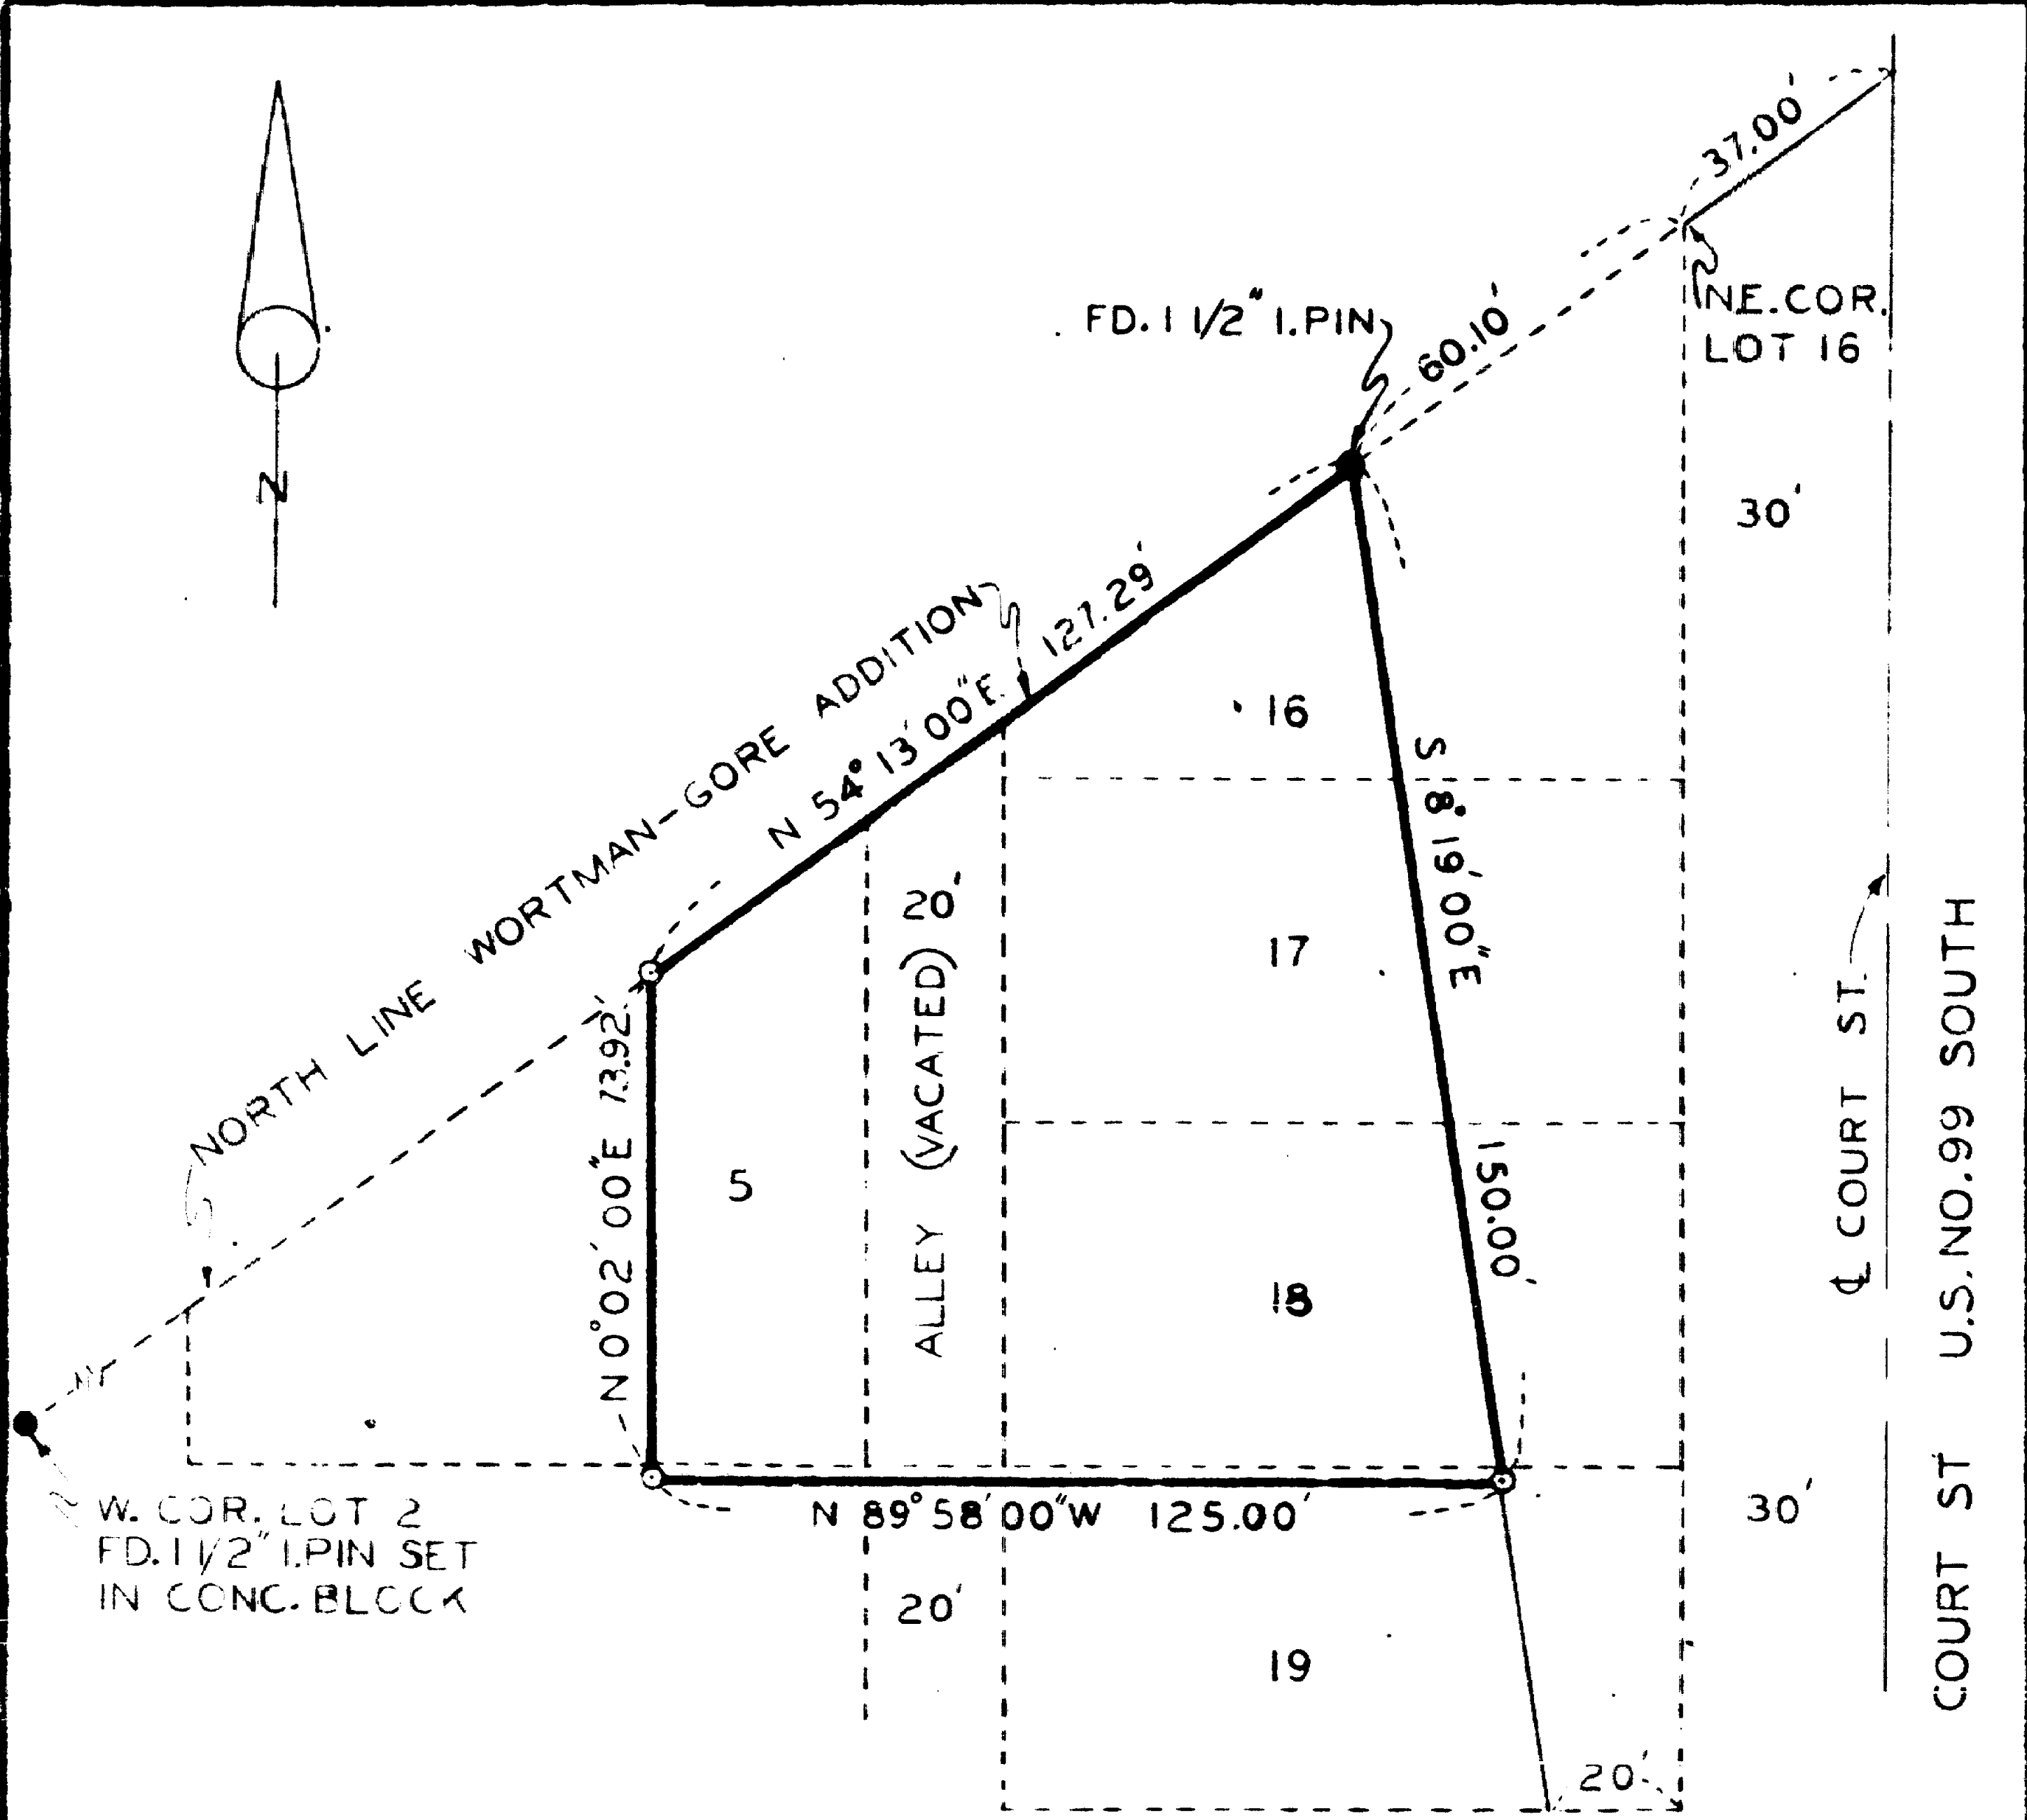 37.00'
N.E. COR.
LOT 16
FD. 1 1/2" I.PIN
60.10'
30'
N
127.29'
NORTH LINE WORTMAN-GORE ADDITION
N 54° 13' 00" E
16
S 8° 19' 00" E
150.00'
20'
ALLEY (VACATED)
17
N 0° 02' 00" E 73.92'
5
18
℄ COURT ST.
COURT ST U.S. NO. 99 SOUTH
W. COR. LOT 2
FD. 1 1/2" I.PIN SET
IN CONC. BLOCK
N 89° 58' 00" W 125.00'
30'
20'
19
20'